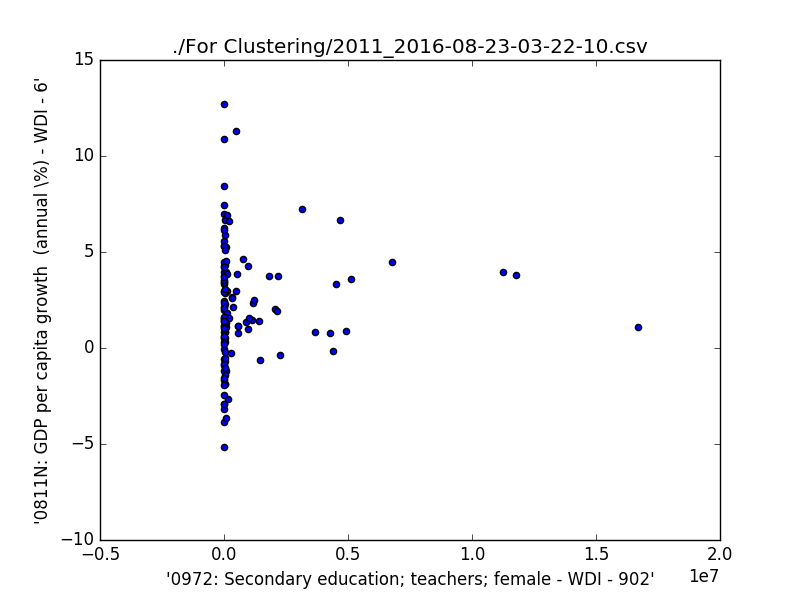 ./For Clustering/2011_2016-08-23-03-22-10.csv
15
10
5
0
−5
−10
'0811N: GDP per capita growth  (annual \%) - WDI - 6'
−0.5 0.0 0.5 1.0 1.5 2.0
1e7
'0972: Secondary education; teachers; female - WDI - 902'